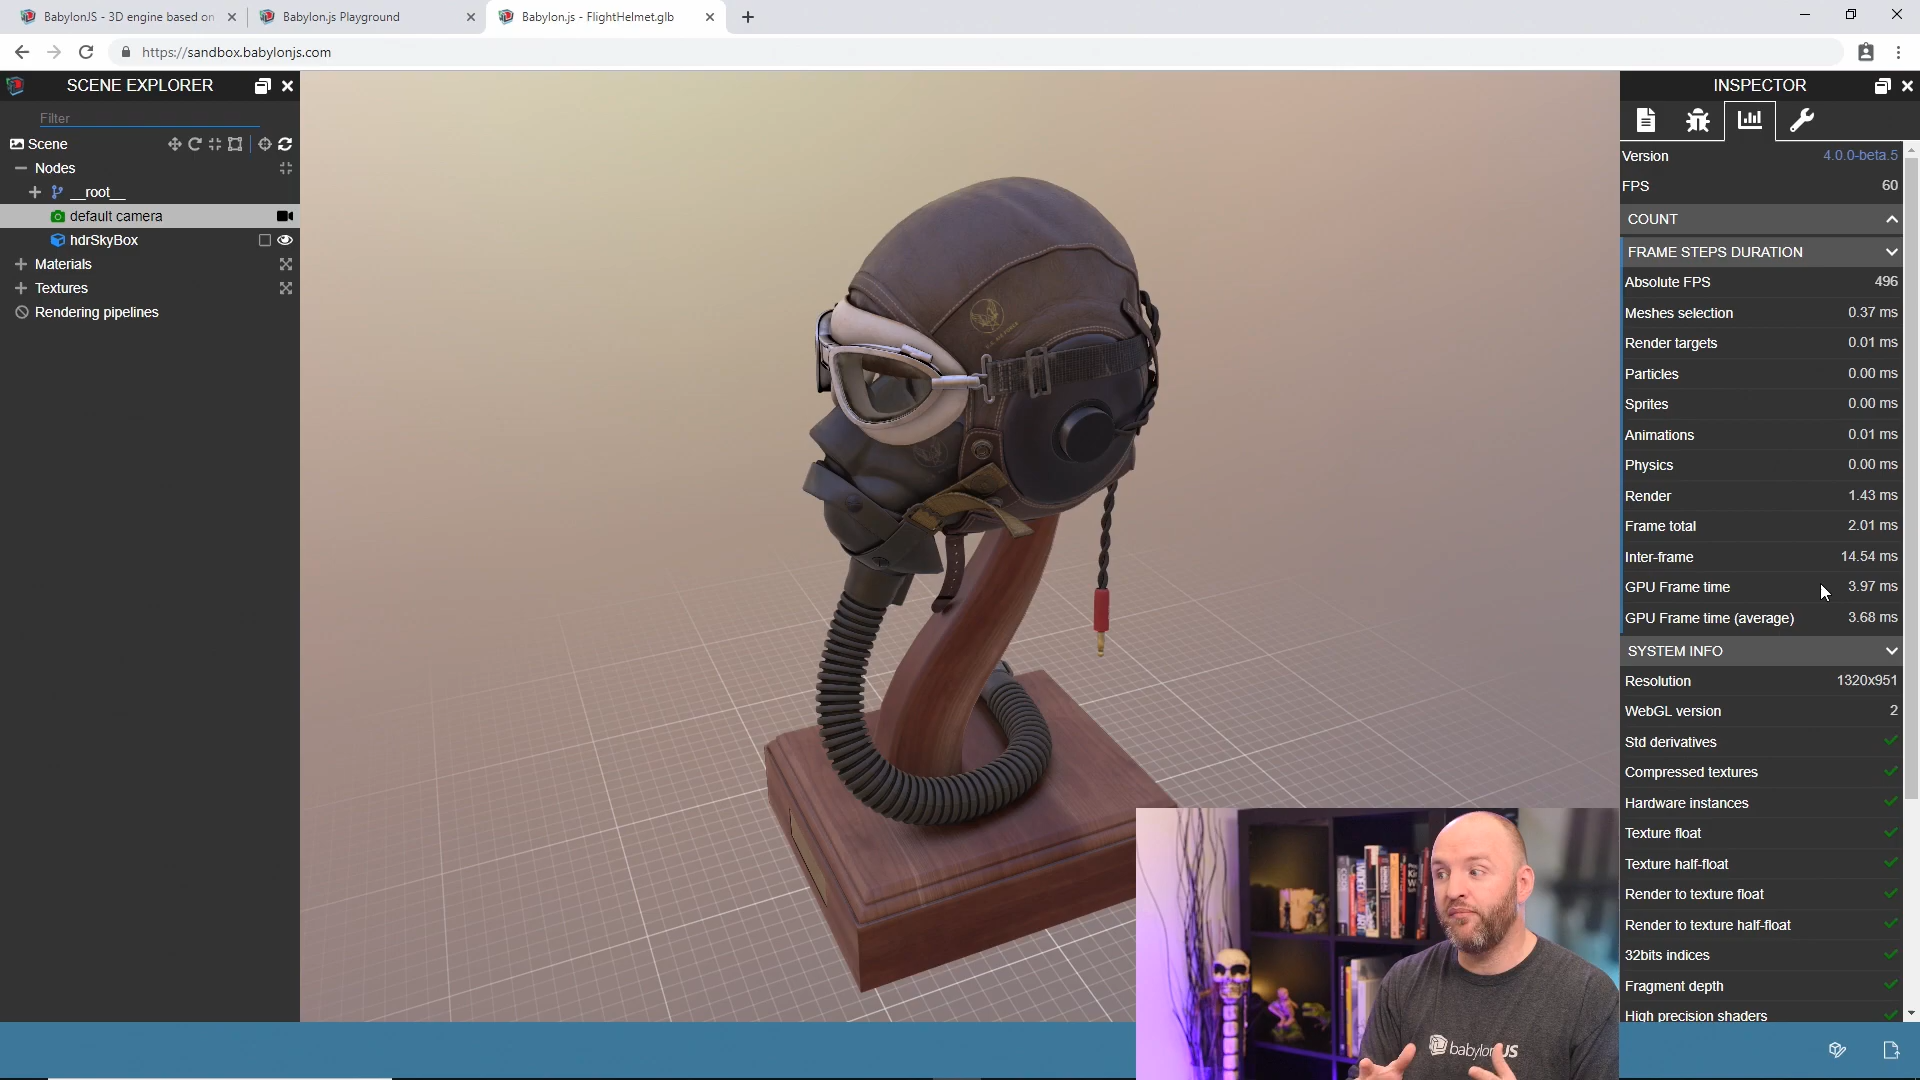 BabylonJS - 3D engine based on
Babylon.js Playground
Babylon.js - FlightHelmet.glb
https://sandbox.babylonjs.com
SCENE EXPLORER
Filter
Scene
Nodes
__root__
default camera
hdrSkyBox
Materials
Textures
Rendering pipelines
INSPECTOR
Version 4.0.0-beta.5
FPS 60
COUNT
FRAME STEPS DURATION
Absolute FPS 496
Meshes selection 0.37 ms
Render targets 0.01 ms
Particles 0.00 ms
Sprites 0.00 ms
Animations 0.01 ms
Physics 0.00 ms
Render 1.43 ms
Frame total 2.01 ms
Inter-frame 14.54 ms
GPU Frame time 3.97 ms
GPU Frame time (average) 3.68 ms
SYSTEM INFO
Resolution 1320x951
WebGL version 2
Std derivatives
Compressed textures
Hardware instances
Texture float
Texture half-float
Render to texture float
Render to texture half-float
32bits indices
Fragment depth
High precision shaders
babylonJS